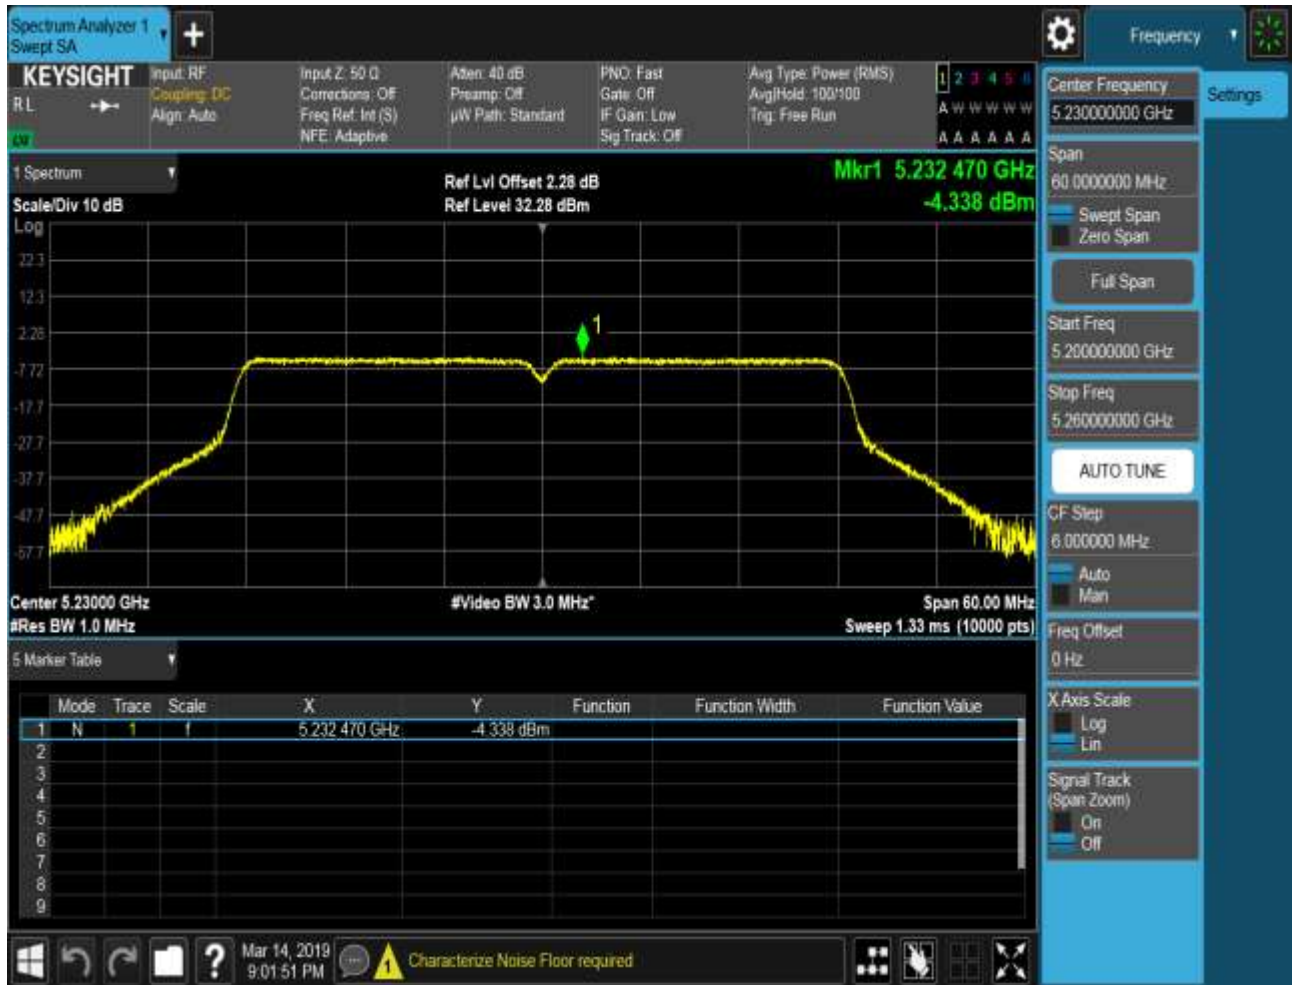 Spectrum Analyzer 1
Swept SA
+
Frequency
KEYSIGHT
RL
Input: RF
Coupling: DC
Align: Auto
Input Z: 50 Ω
Corrections: Off
Freq Ref: Int (S)
NFE: Adaptive
Atten: 40 dB
Preamp: Off
µW Path: Standard
PNO: Fast
Gate: Off
IF Gain: Low
Sig Track: Off
Avg Type: Power (RMS)
Avg|Hold: 100/100
Trig: Free Run
1 2 3 4 5 6
A W W W W W
A A A A A A
1 Spectrum
Scale/Div 10 dB
Ref Lvl Offset 2.28 dB
Ref Level 32.28 dBm
Mkr1 5.232 470 GHz
-4.338 dBm
Log
22.3
12.3
2.28
-7.72
-17.7
-27.7
-37.7
-47.7
-57.7
1
Center 5.23000 GHz
#Res BW 1.0 MHz
#Video BW 3.0 MHz*
Span 60.00 MHz
Sweep 1.33 ms (10000 pts)
5 Marker Table
Mode Trace Scale X Y Function Function Width Function Value
1 N 1 f 5.232 470 GHz -4.338 dBm
2
3
4
5
6
7
8
9
Center Frequency
5.230000000 GHz
Settings
Span
60.0000000 MHz
Swept Span
Zero Span
Full Span
Start Freq
5.200000000 GHz
Stop Freq
5.260000000 GHz
AUTO TUNE
CF Step
6.000000 MHz
Auto
Man
Freq Offset
0 Hz
X Axis Scale
Log
Lin
Signal Track
(Span Zoom)
On
Off
?
Mar 14, 2019
9:01:51 PM
1
Characterize Noise Floor required